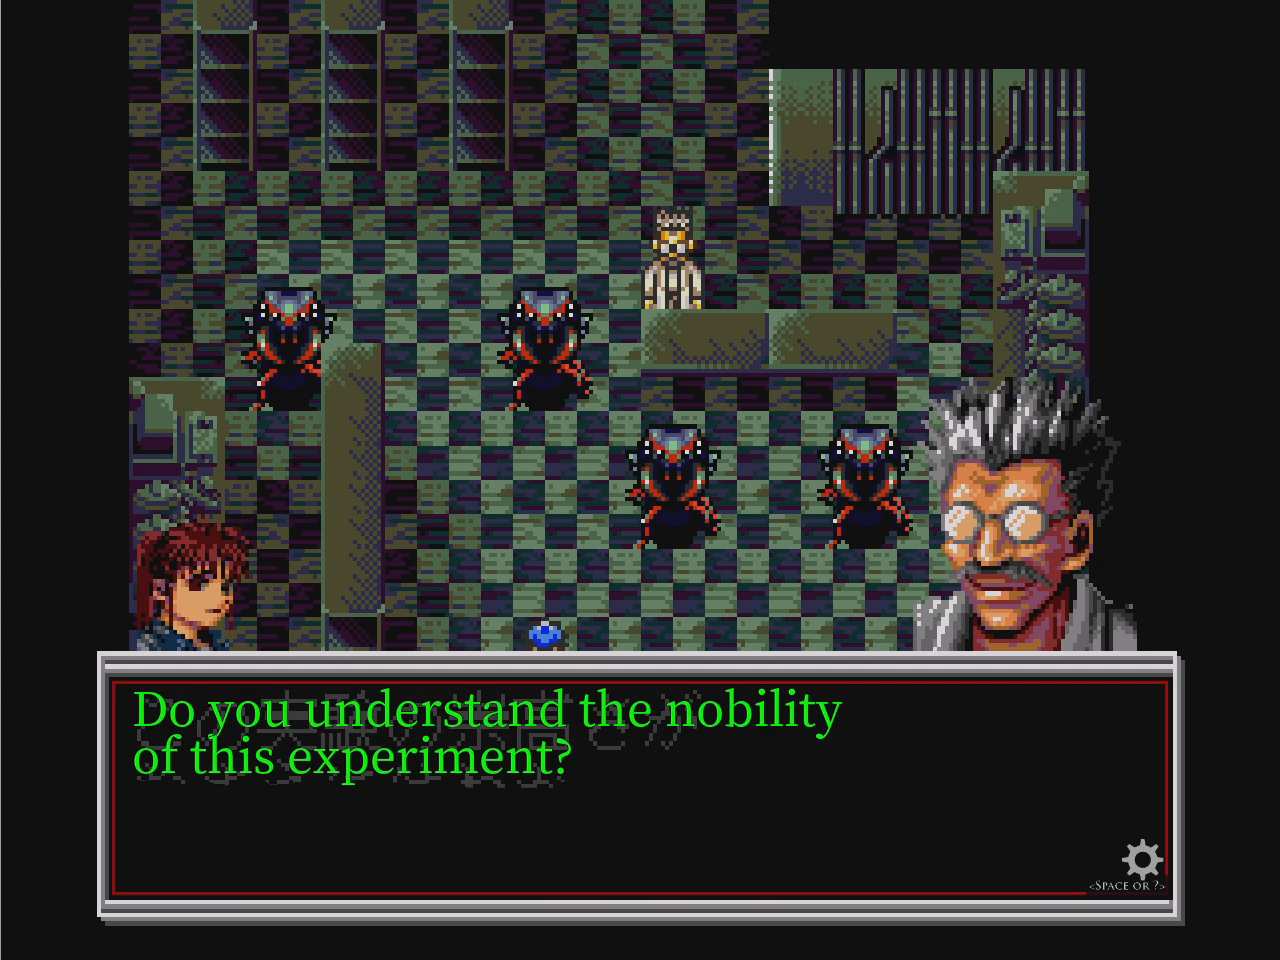 Do you understand the nobility
of this experiment?
<Space or ?>